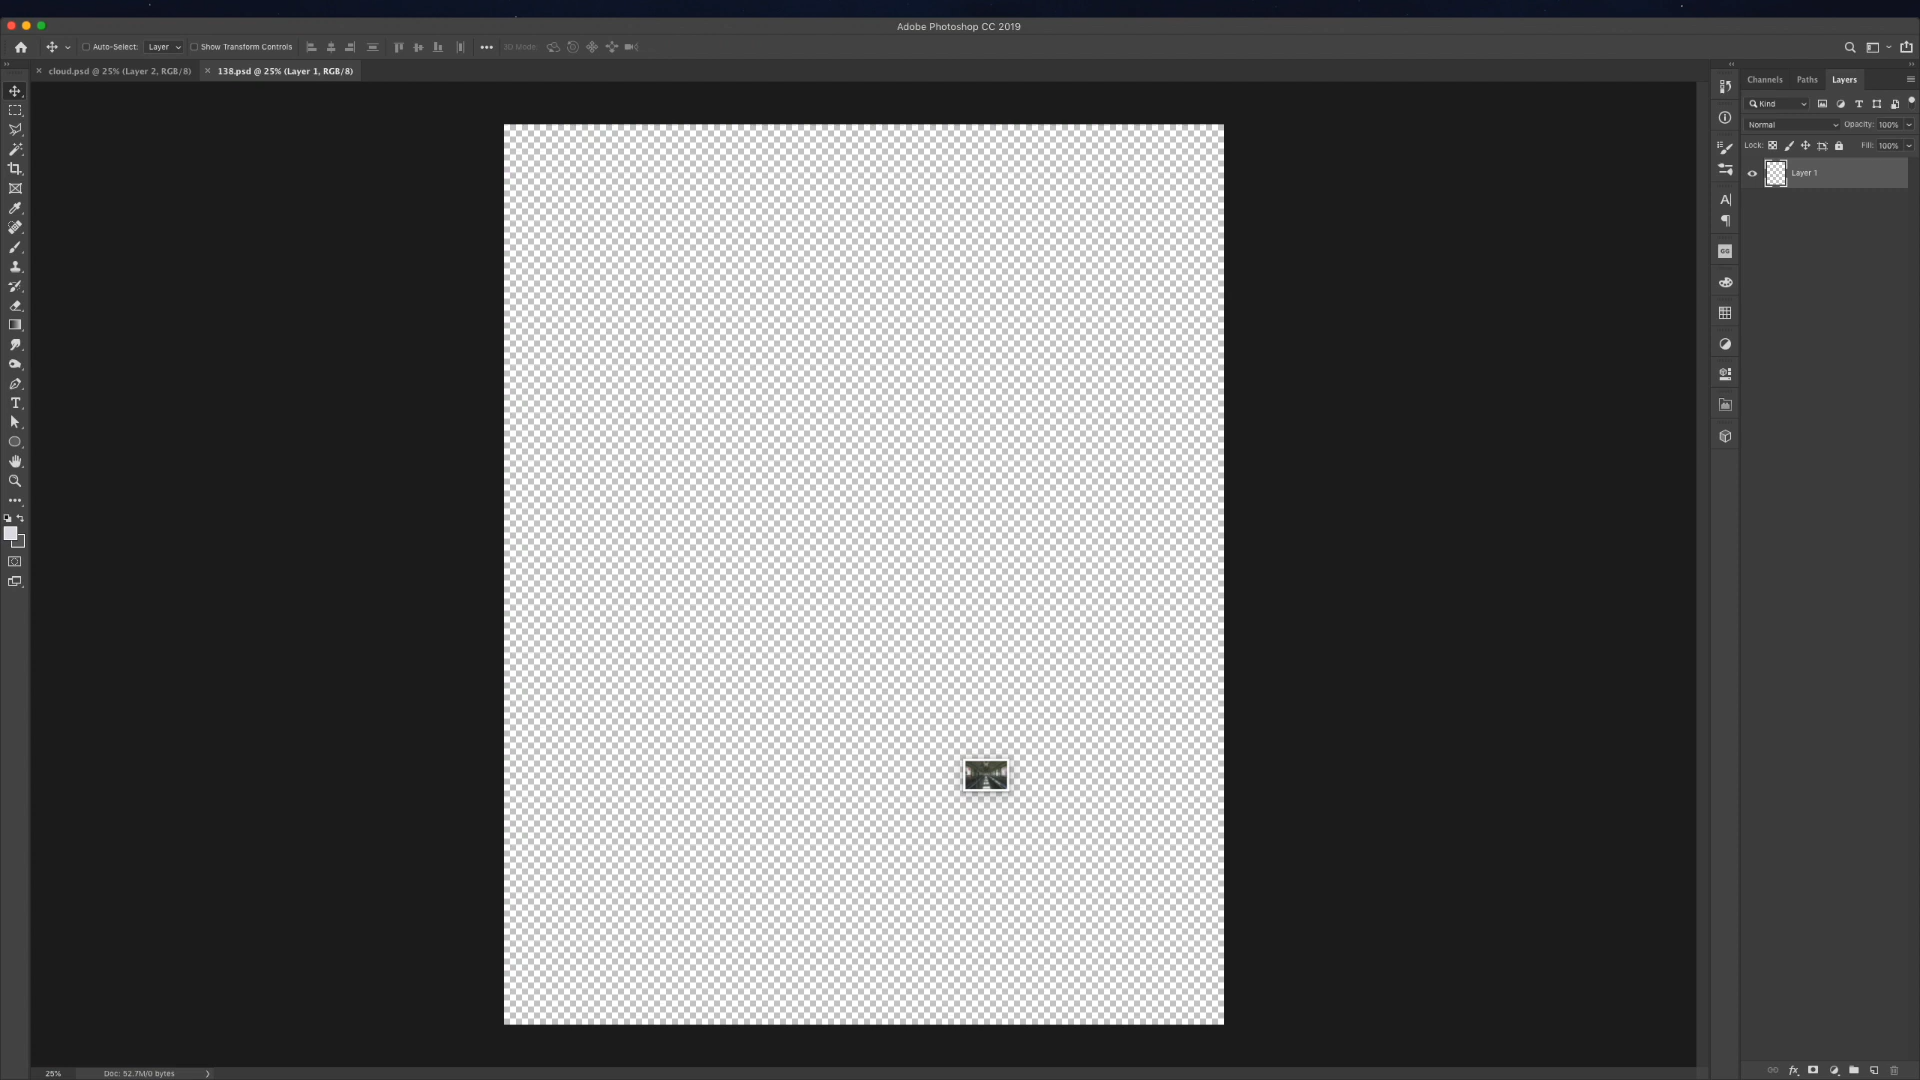 Adobe Photoshop CC 2019
Auto-Select: Layer Show Transform Controls 3D Mode:
cloud.psd @ 25% (Layer 2, RGB/8) 138.psd @ 25% (Layer 1, RGB/8)
Channels Paths Layers
Kind
Normal Opacity: 100%
Lock: Fill: 100%
Layer 1
25% Doc: 52.7M/0 bytes